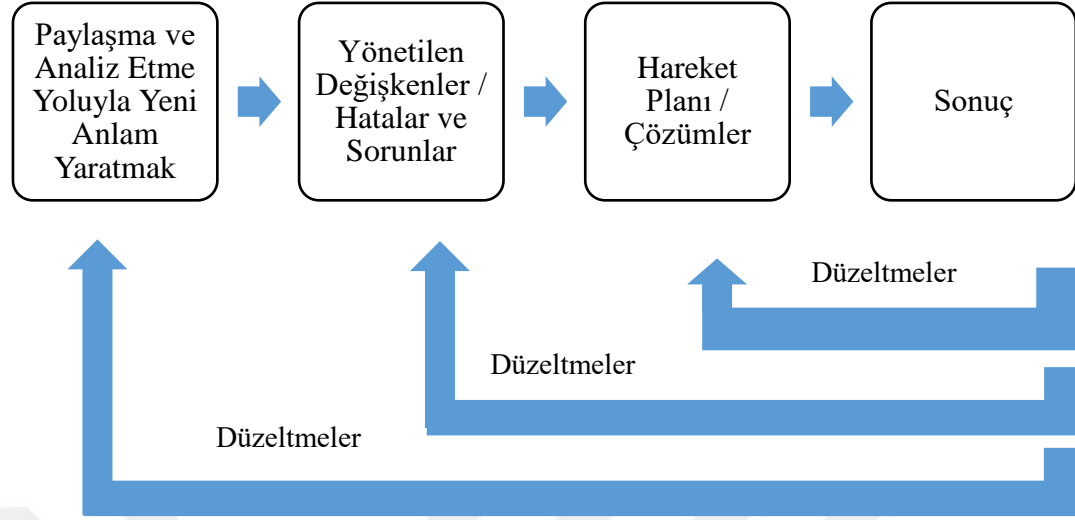 Paylaşma ve
Analiz Etme
Yoluyla Yeni
Anlam
Yaratmak
Yönetilen
Değişkenler /
Hatalar ve
Sorunlar
Hareket
Planı /
Çözümler
Sonuç
Düzeltmeler
Düzeltmeler
Düzeltmeler